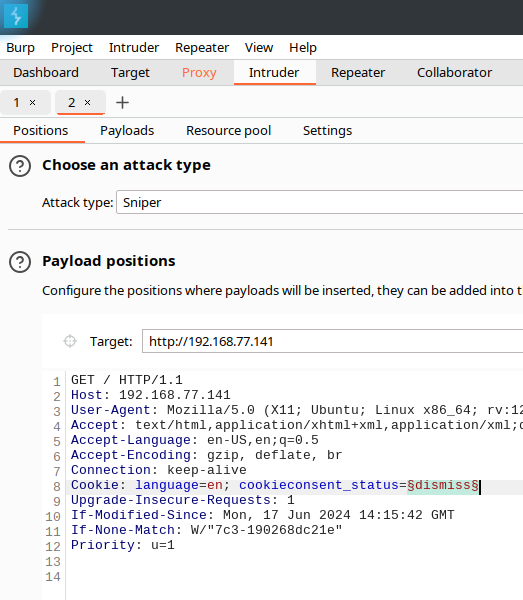 Burp Project Intruder Repeater View Help
Dashboard Target Proxy Intruder Repeater Collaborator
1 × 2 × +
Positions Payloads Resource pool Settings
? Choose an attack type
Attack type: Sniper
? Payload positions
Configure the positions where payloads will be inserted, they can be added into t
Target: http://192.168.77.141
1 GET / HTTP/1.1
2 Host: 192.168.77.141
3 User-Agent: Mozilla/5.0 (X11; Ubuntu; Linux x86_64; rv:12
4 Accept: text/html,application/xhtml+xml,application/xml;q
5 Accept-Language: en-US,en;q=0.5
6 Accept-Encoding: gzip, deflate, br
7 Connection: keep-alive
8 Cookie: language=en; cookieconsent_status=§dismiss§
9 Upgrade-Insecure-Requests: 1
10 If-Modified-Since: Mon, 17 Jun 2024 14:15:42 GMT
11 If-None-Match: W/"7c3-190268dc21e"
12 Priority: u=1
13
14